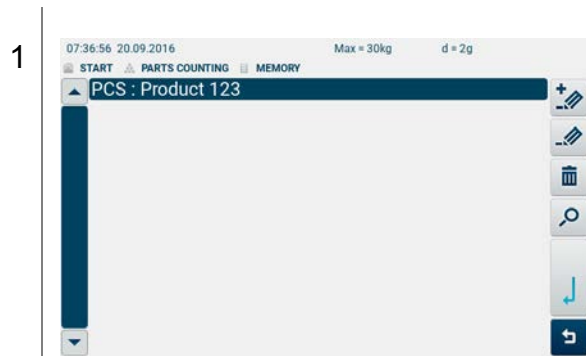 1
07:36:56 20.09.2016 Max = 30kg d = 2g
START PARTS COUNTING MEMORY
PCS : Product 123